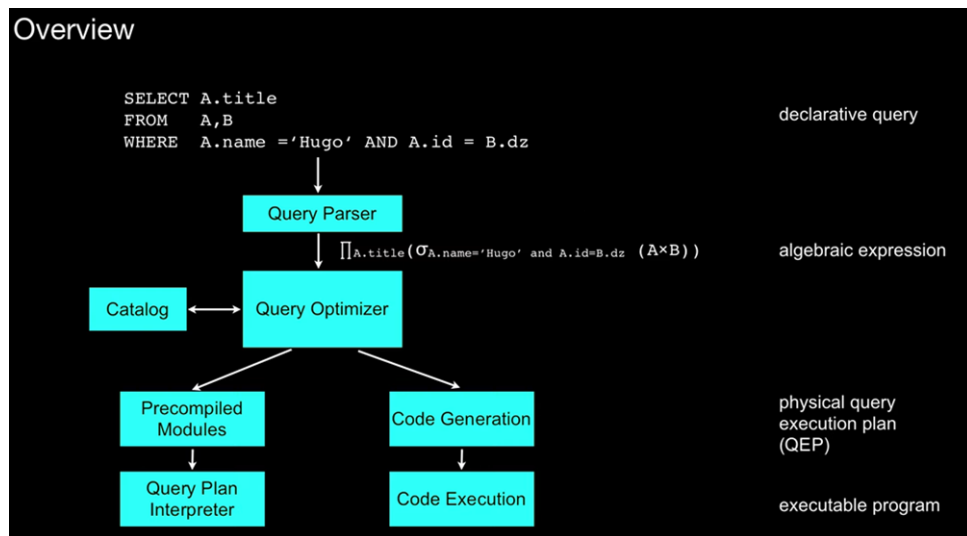 Overview
SELECT A.title
FROM A,B
WHERE A.name =‘Hugo’ AND A.id = B.dz
declarative query
Query Parser
∏A.title(σA.name=‘Hugo’ and A.id=B.dz (A×B))
algebraic expression
Catalog
Query Optimizer
Precompiled
Modules
Code Generation
physical query
execution plan
(QEP)
Query Plan
Interpreter
Code Execution
executable program